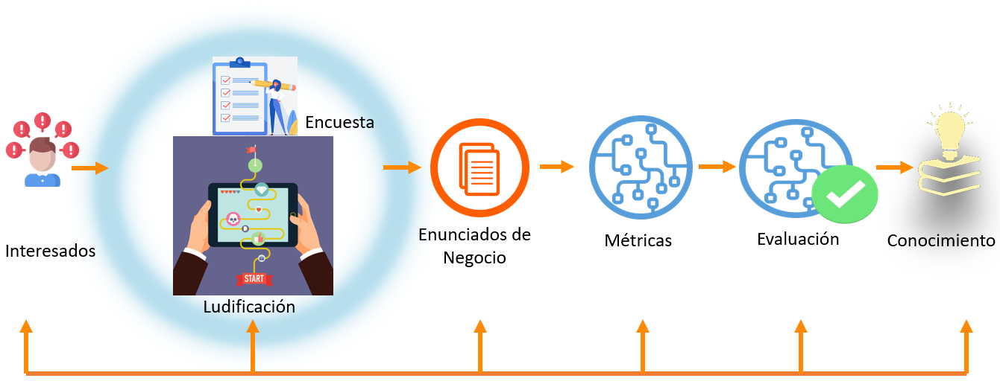 Encuesta
Interesados
Ludificación
START
Enunciados de
Negocio
Métricas
Evaluación
Conocimiento